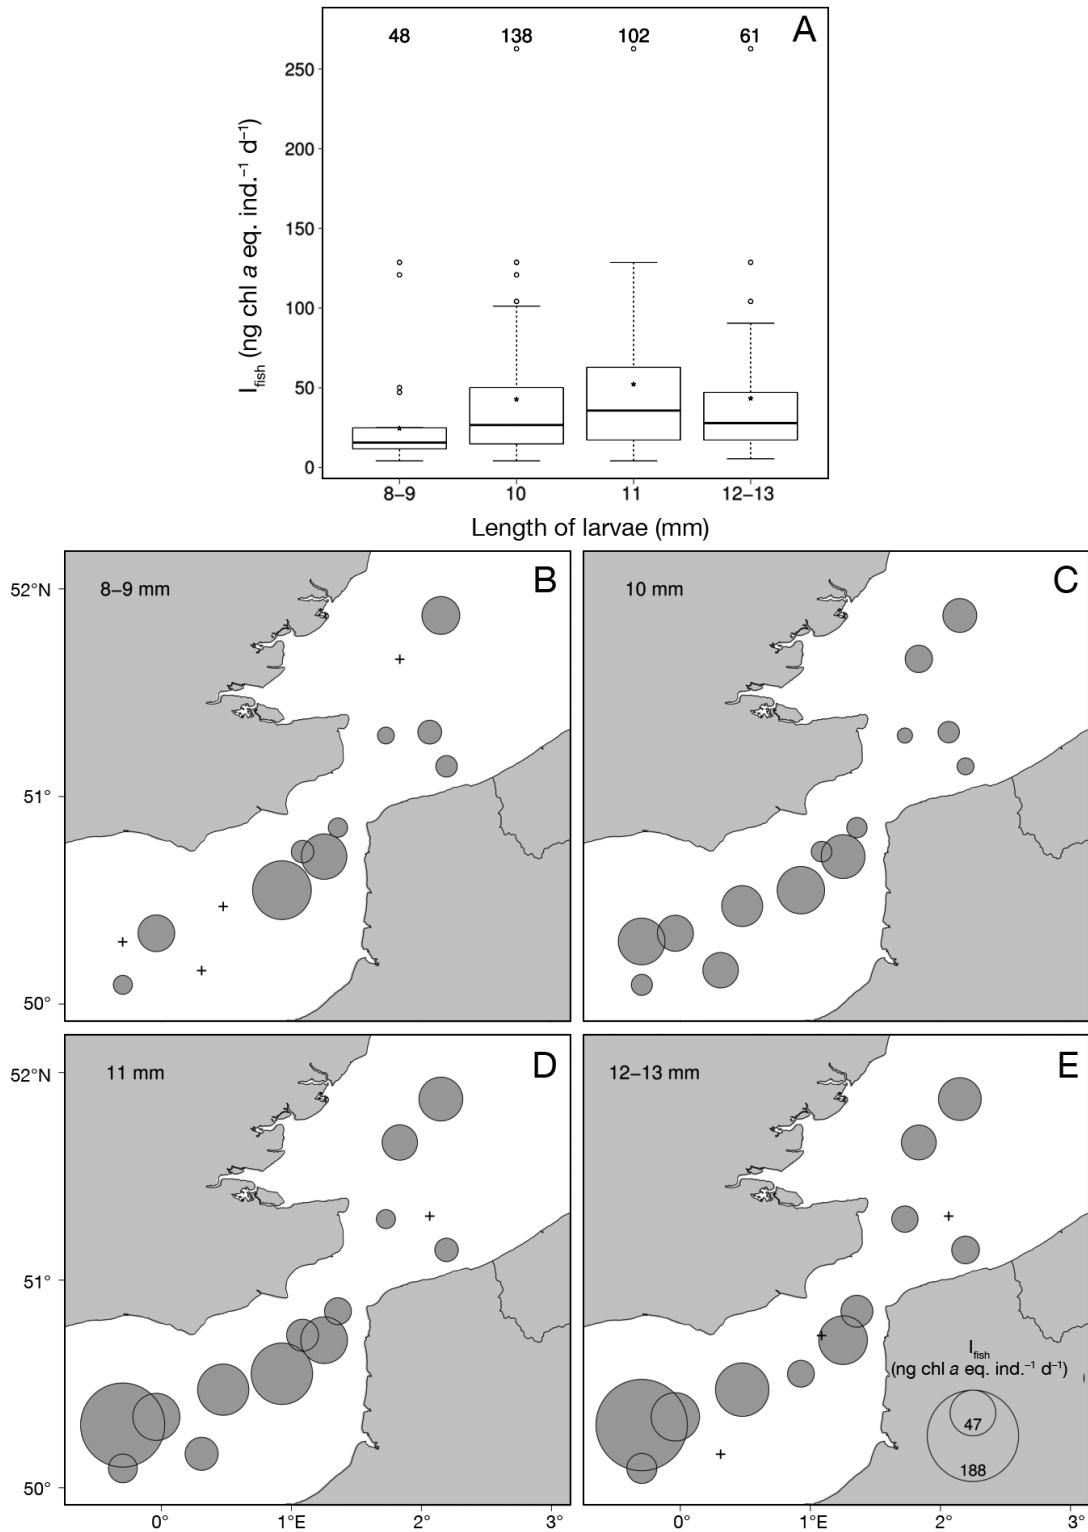 48 138 102 61 A
250
200
150
100
50
0
I_fish (ng chl a eq. ind.⁻¹ d⁻¹)
8–9 10 11 12–13
Length of larvae (mm)
52°N
51°
50°
8–9 mm B
10 mm C
52°N
51°
50°
11 mm D
12–13 mm E
I_fish
(ng chl a eq. ind.⁻¹ d⁻¹)
47
188
0° 1°E 2° 3°
0° 1°E 2° 3°